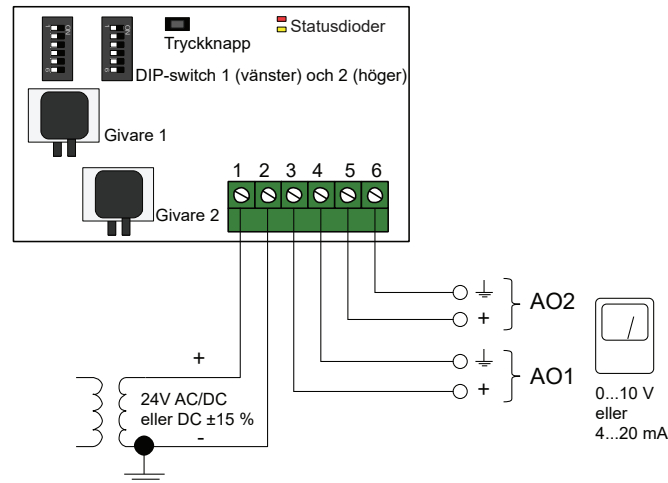 Statusdioder
Tryckknapp
DIP-switch 1 (vänster) och 2 (höger)
Givare 1
Givare 2
1 2 3 4 5 6
AO2
+
AO1
+
+
24V AC/DC
eller DC ±15 %
-
0...10 V
eller
4...20 mA